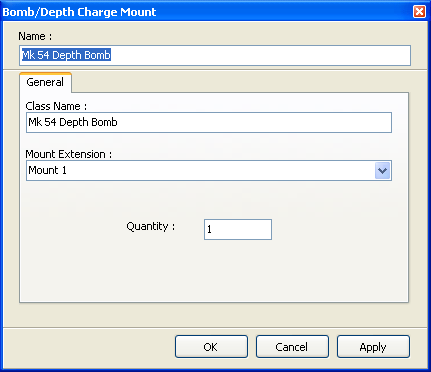 Bomb/Depth Charge Mount
Name :
Mk 54 Depth Bomb
General
Class Name :
Mk 54 Depth Bomb
Mount Extension :
Mount 1
Quantity : 1
OK Cancel Apply